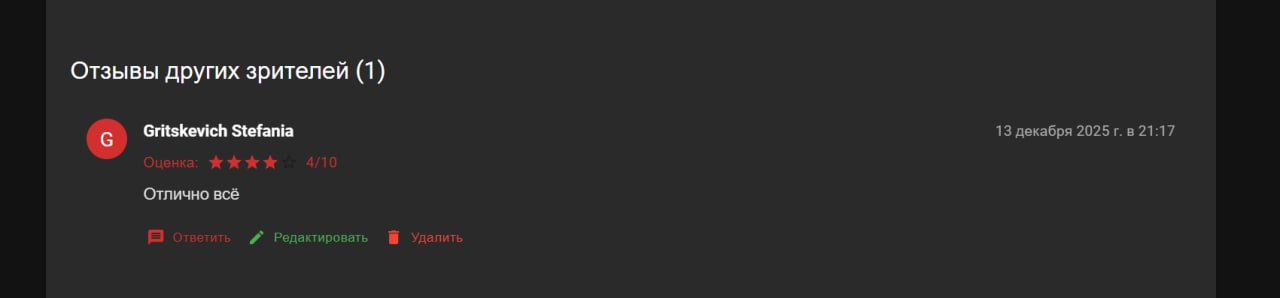 Отзывы других зрителей (1)
G
Gritskevich Stefania
13 декабря 2025 г. в 21:17
Оценка: 4/10
Отлично всё
Ответить Редактировать Удалить